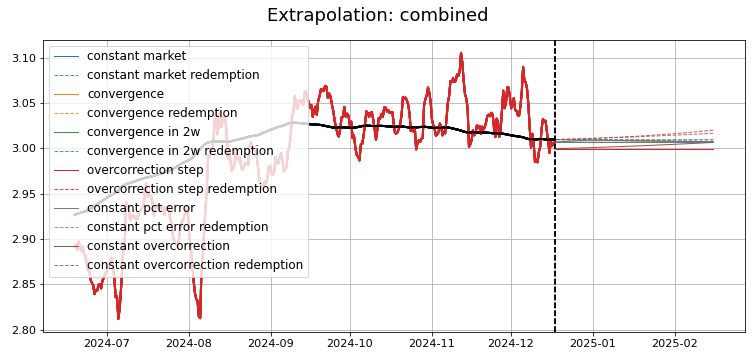 Extrapolation: combined
3.10
3.05
3.00
2.95
2.90
2.85
2.80
constant market
constant market redemption
convergence
convergence redemption
convergence in 2w
convergence in 2w redemption
overcorrection step
overcorrection step redemption
constant pct error
constant pct error redemption
constant overcorrection
constant overcorrection redemption
2024-07 2024-08 2024-09 2024-10 2024-11 2024-12 2025-01 2025-02